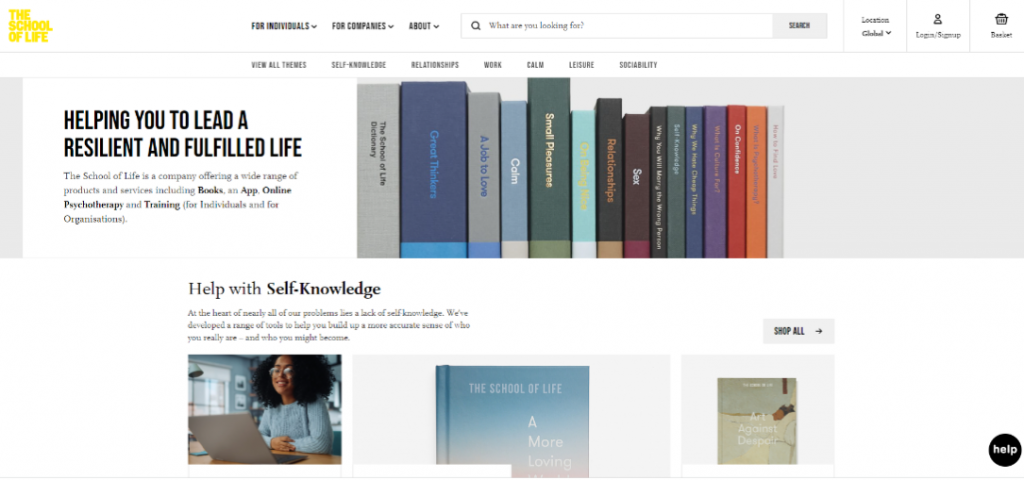 THE
SCHOOL
OF LIFE
FOR INDIVIDUALS
FOR COMPANIES
ABOUT
What are you looking for?
SEARCH
Location
Global
Login/Signup
Basket
VIEW ALL THEMES
SELF-KNOWLEDGE
RELATIONSHIPS
WORK
CALM
LEISURE
SOCIABILITY
HELPING YOU TO LEAD A
RESILIENT AND FULFILLED LIFE
The School of Life is a company offering a wide range of
products and services including Books, an App, Online
Psychotherapy and Training (for Individuals and for
Organisations).
The School of Life
Dictionary
Great Thinkers
A Job to Love
Calm
Small Pleasures
On Being Nice
Relationships
Sex
Why You Will Marry the Wrong Person
Self-Knowledge
Why We Hate Cheap Things
What Is Culture For?
On Confidence
What Is Psychotherapy?
How to Find Love
Help with Self-Knowledge
At the heart of nearly all of our problems lies a lack of self-knowledge. We've
developed a range of tools to help you build up a more accurate sense of who
you really are – and who you might become.
SHOP ALL →
THE SCHOOL OF LIFE
A
More
Loving
THE SCHOOL OF LIFE
Art
Against
Despair
help